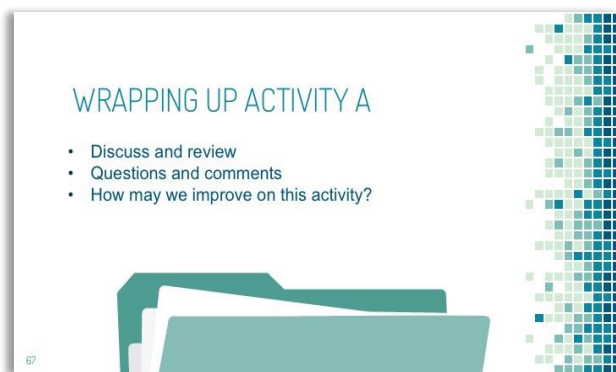 WRAPPING UP ACTIVITY A
• Discuss and review
• Questions and comments
• How may we improve on this activity?
67